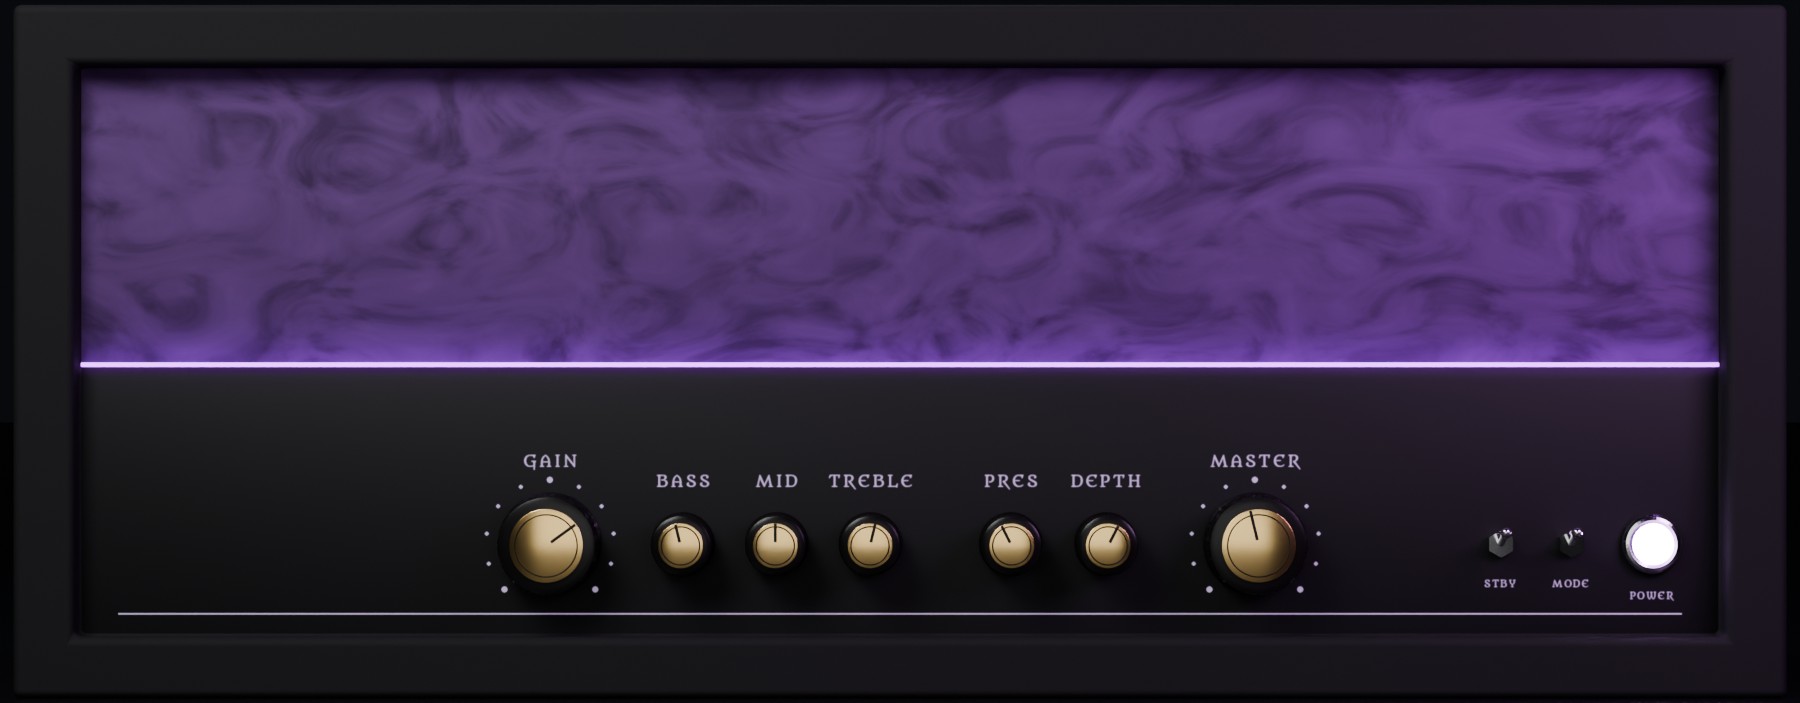 GAIN
BASS
MID
TREBLE
PRES
DEPTH
MASTER
STBY
MODE
POWER